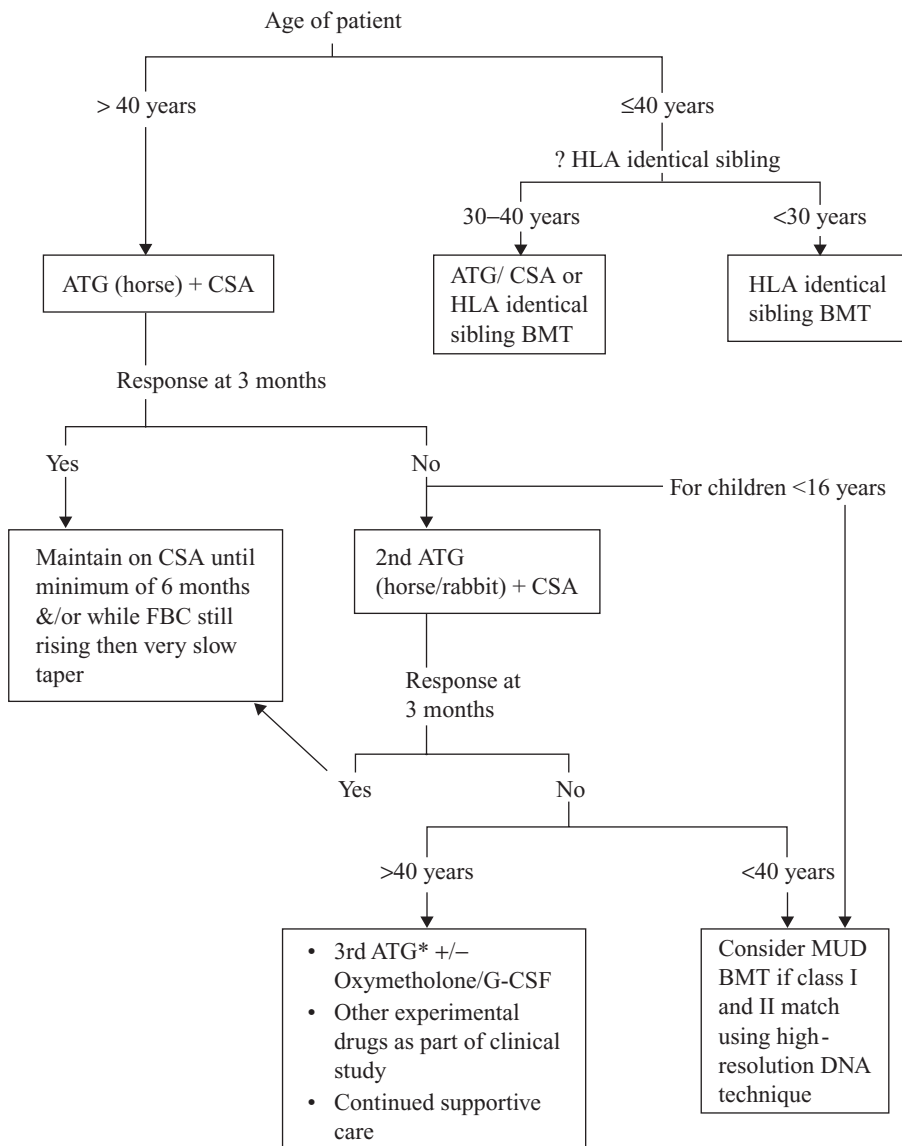 Age of patient
> 40 years
≤40 years
? HLA identical sibling
30–40 years
<30 years
ATG (horse) + CSA
ATG/ CSA or
HLA identical
sibling BMT
HLA identical
sibling BMT
Response at 3 months
Yes
No
For children <16 years
Maintain on CSA until
minimum of 6 months
&/or while FBC still
rising then very slow
taper
2nd ATG
(horse/rabbit) + CSA
Response at
3 months
Yes
No
>40 years
<40 years
• 3rd ATG* +/–
Oxymetholone/G-CSF
• Other experimental
drugs as part of clinical
study
• Continued supportive
care
Consider MUD
BMT if class I
and II match
using high-
resolution DNA
technique